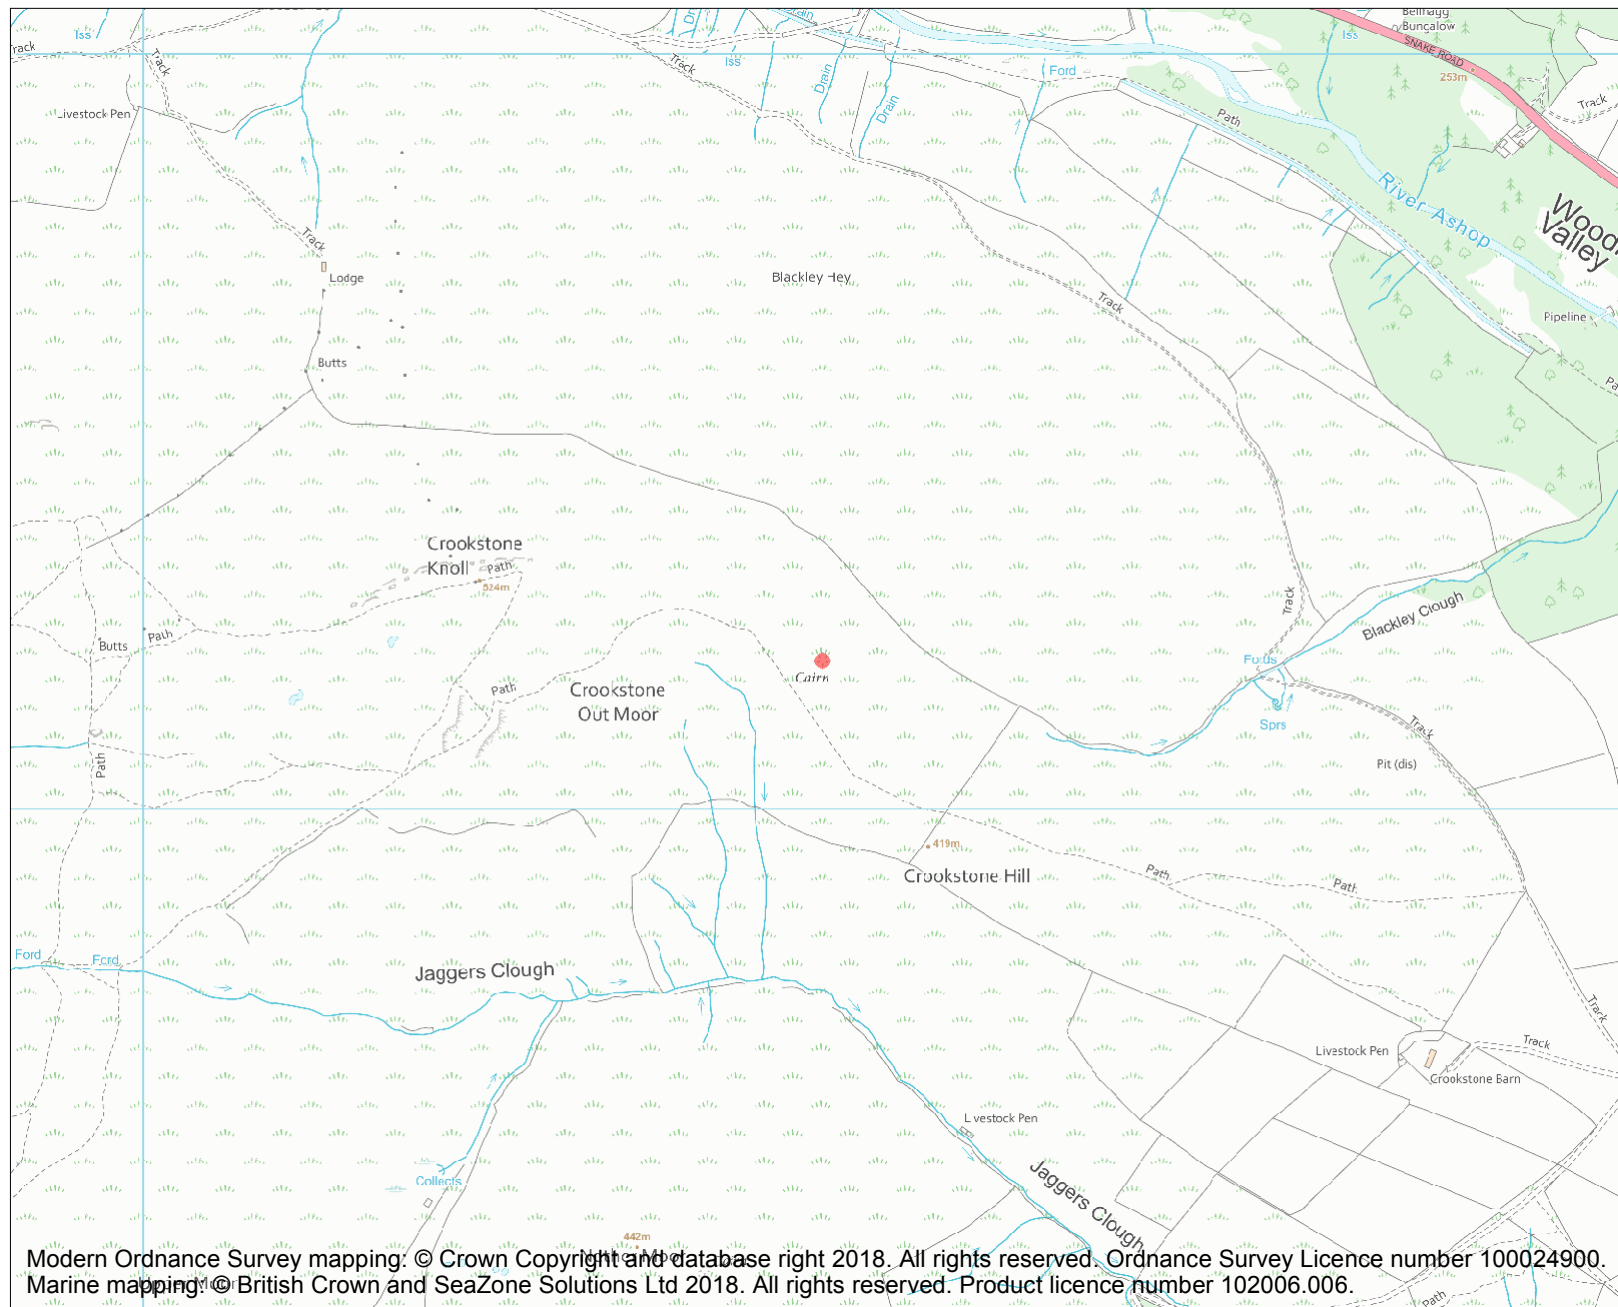 Iss
Track
Drain
Iss
Drain
Drain
Track
Ford
Iss
Bungalow
SNAKE ROAD
253m
Track
Path
Livestock Pen
River Ashop
Valley
Track
Lodge
Blackley Hey
Track
Pipeline
Butts
Crookstone
Knoll
Path
524m
Track
Blackley Clough
Butts
Path
Path
Crookstone
Out Moor
Cairn
Fords
Sprs
Track
Path
Pit (dis)
419m
Crookstone Hill
Path
Path
Ford
Ford
Jaggers Clough
Track
Livestock Pen
Track
Crookstone Barn
Livestock Pen
Collects
Jaggers Clough
442m
Modern Ordnance Survey mapping: © Crown Copyright and database right 2018. All rights reserved. Ordnance Survey Licence number 100024900.
Marine mapping: © British Crown and SeaZone Solutions Ltd 2018. All rights reserved. Product licence number 102006.006.
Path